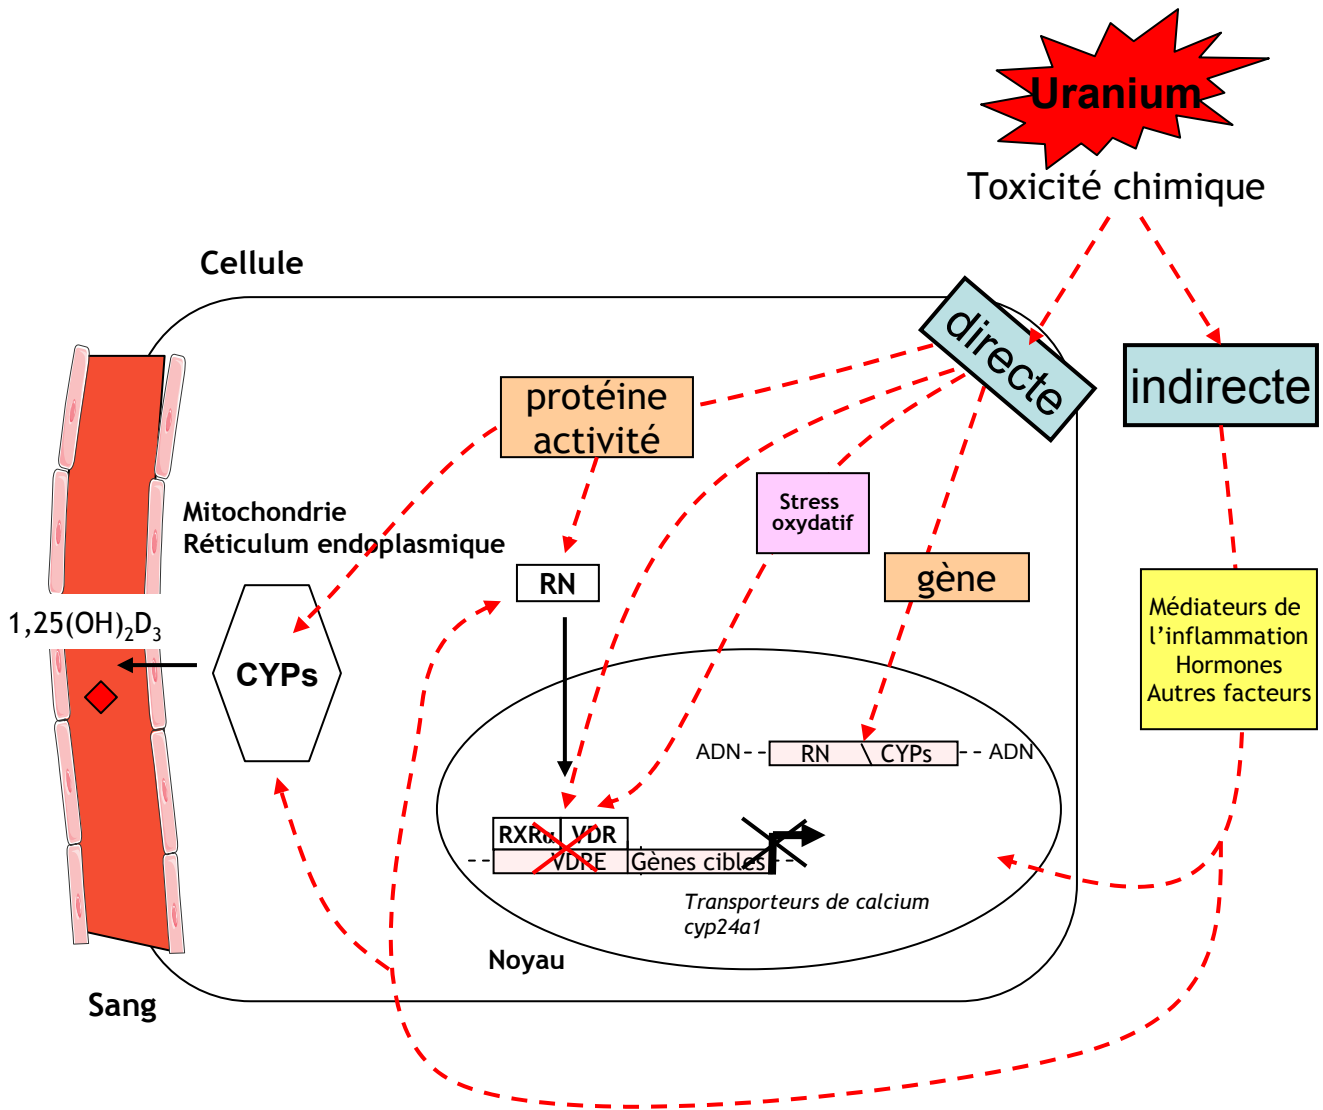 Uranium
Toxicité chimique
Cellule
directe
indirecte
protéine
activité
Stress
oxydatif
Mitochondrie
Réticulum endoplasmique
gène
RN
Médiateurs de
l’inflammation
Hormones
Autres facteurs
1,25(OH)₂D₃
CYPs
ADN-- RN \ CYPs -- ADN
RXRα VDR
-- VDRE Gènes cibles --
Transporteurs de calcium
cyp24a1
Noyau
Sang